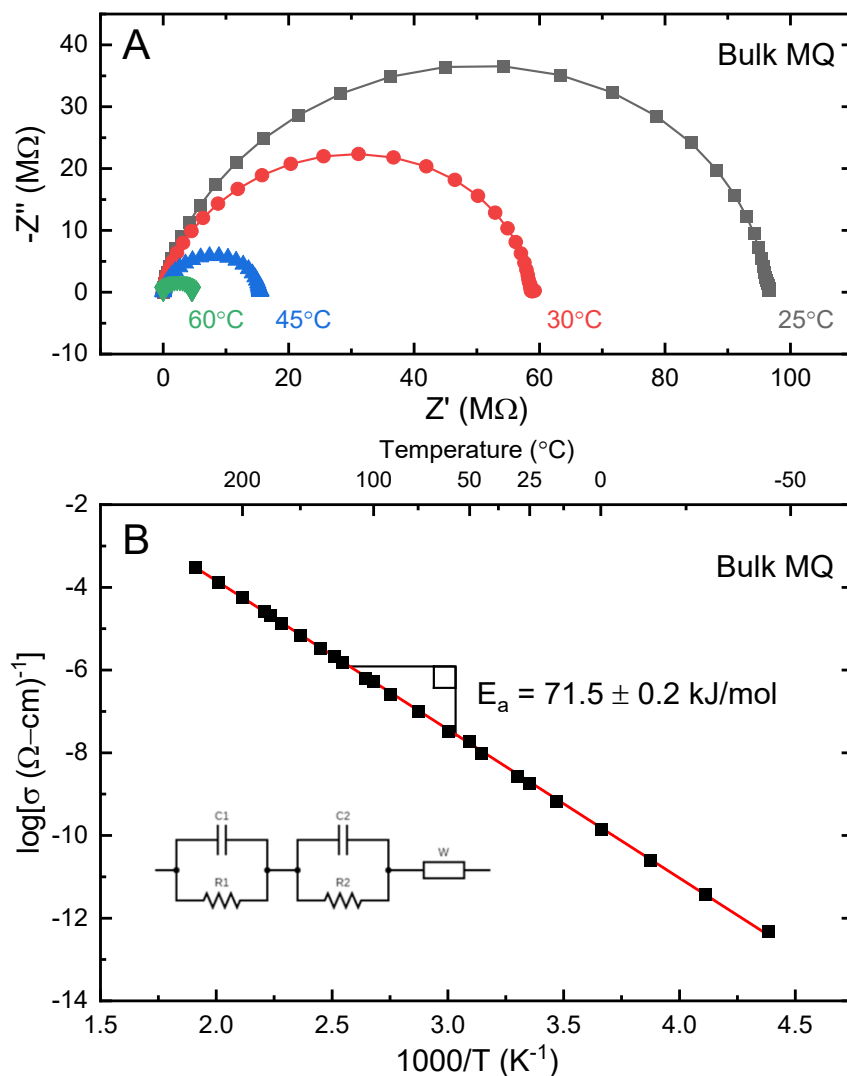 A
Bulk MQ
40
30
20
10
0
-10
-Z" (MΩ)
60°C
45°C
30°C
25°C
0
20
40
60
80
100
Z' (MΩ)
Temperature (°C)
200
100
50
25
0
-50
B
Bulk MQ
-2
-4
-6
-8
-10
-12
-14
log[σ (Ω−cm)⁻¹]
Eₐ = 71.5 ± 0.2 kJ/mol
C1
C2
W
R1
R2
1.5
2.0
2.5
3.0
3.5
4.0
4.5
1000/T (K⁻¹)